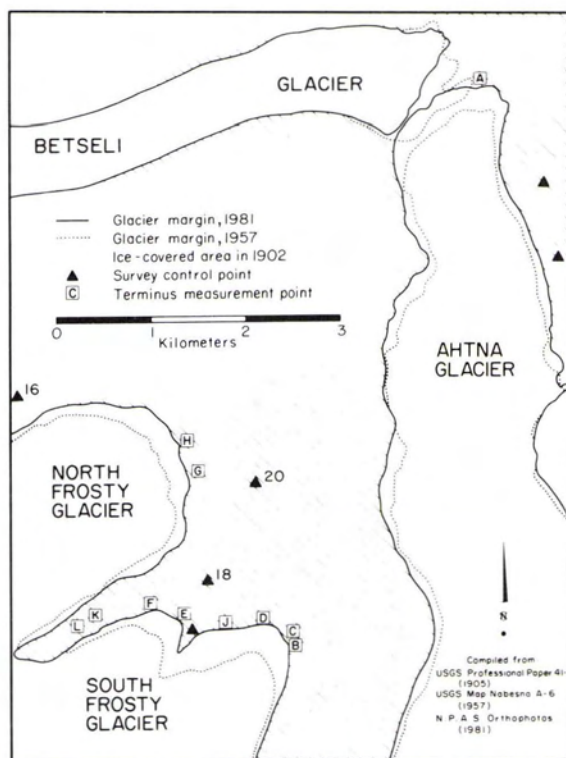 GLACIER
A
BETSELI
Glacier margin, 1981
Glacier margin, 1957
Ice-covered area in 1902
Survey control point
C Terminus measurement point
0 1 2 3
Kilometers
AHTNA
GLACIER
16
H
G
NORTH
FROSTY
GLACIER
20
18
F
E
K
L
J
D
C
B
N
SOUTH
FROSTY
GLACIER
Compiled from
USGS Professional Paper 41-
(1905)
USGS Map Nabesna A-6
(1957)
N.P.A.S Orthophotos
(1981)